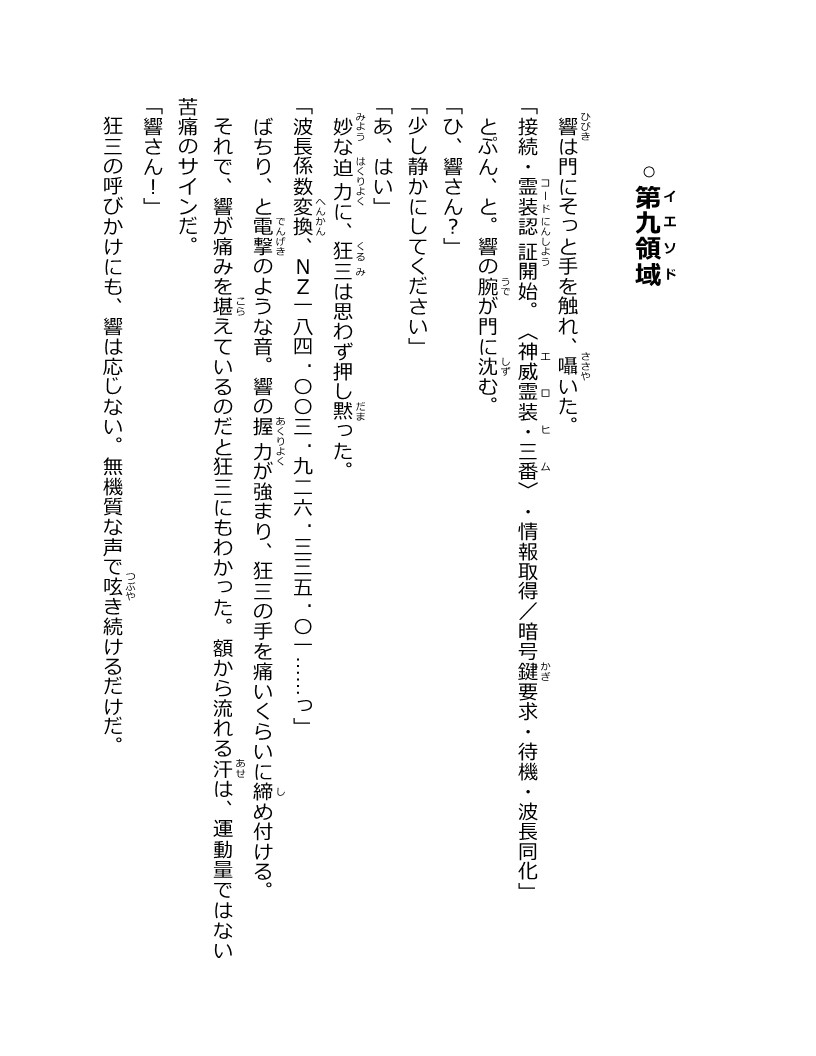 ○第九領域
響は門にそっと手を触れ、囁いた。
「接続・霊装認証開始。〈神威霊装・三番〉・情報取得／暗号鍵要求・待機・波長同化」
とぷん、と。響の腕が門に沈む。
「ひ、響さん？」
「少し静かにしてください」
「あ、はい」
妙な迫力に、狂三は思わず押し黙った。
「波長係数変換、ＮＺ一八四．〇〇三．九二六．三三五．〇一……っ」
ばちり、と電撃のような音。響の握力が強まり、狂三の手を痛いくらいに締め付ける。
それで、響が痛みを堪えているのだと狂三にもわかった。額から流れる汗は、運動量ではない
苦痛のサインだ。
「響さん！」
狂三の呼びかけにも、響は応じない。無機質な声で呟き続けるだけだ。